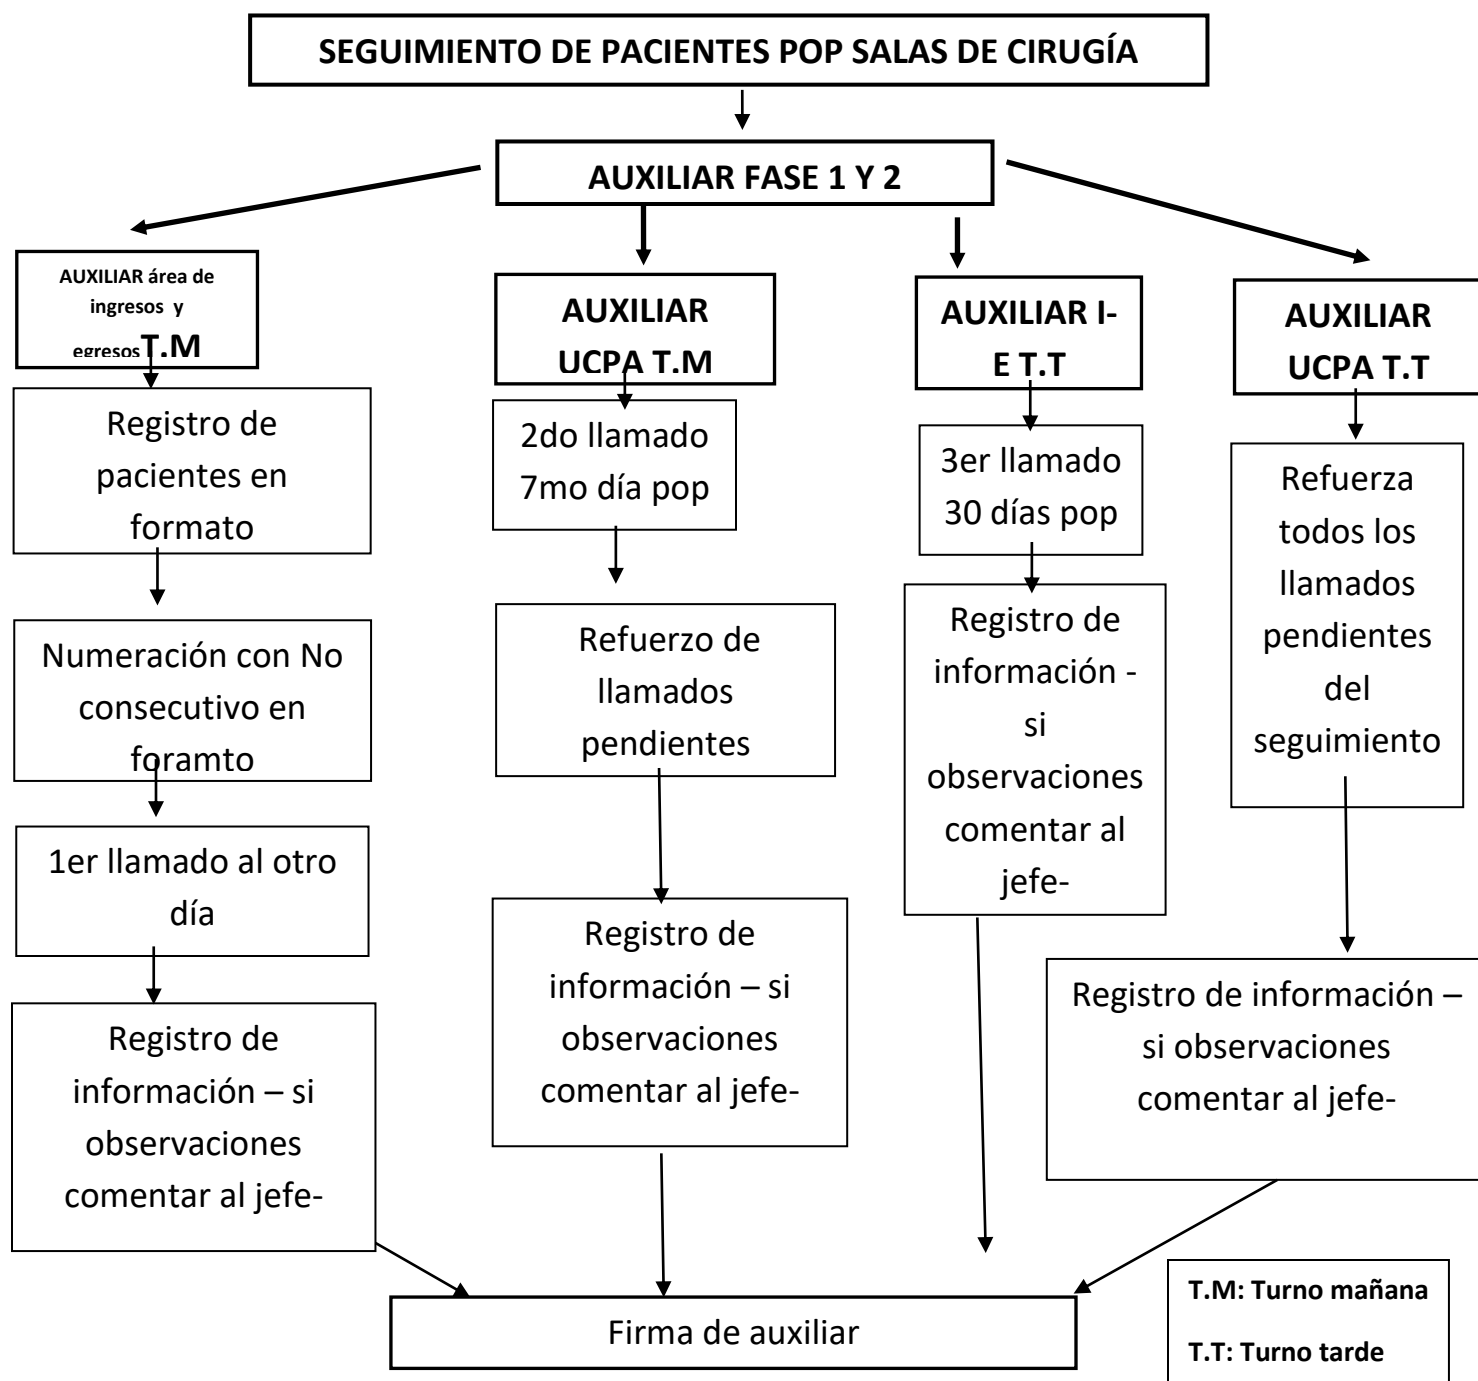 SEGUIMIENTO DE PACIENTES POP SALAS DE CIRUGÍA
AUXILIAR FASE 1 Y 2
AUXILIAR área de
ingresos y
egresosT.M
Registro de
pacientes en
formato
Numeración con No
consecutivo en
foramto
1er llamado al otro
día
Registro de
información – si
observaciones
comentar al jefe-
AUXILIAR
UCPA T.M
2do llamado
7mo día pop
Refuerzo de
llamados
pendientes
Registro de
información – si
observaciones
comentar al jefe-
AUXILIAR I-
E T.T
3er llamado
30 días pop
Registro de
información -
si
observaciones
comentar al
jefe-
AUXILIAR
UCPA T.T
Refuerza
todos los
llamados
pendientes
del
seguimiento
Registro de información –
si observaciones
comentar al jefe-
Firma de auxiliar
T.M: Turno mañana
T.T: Turno tarde